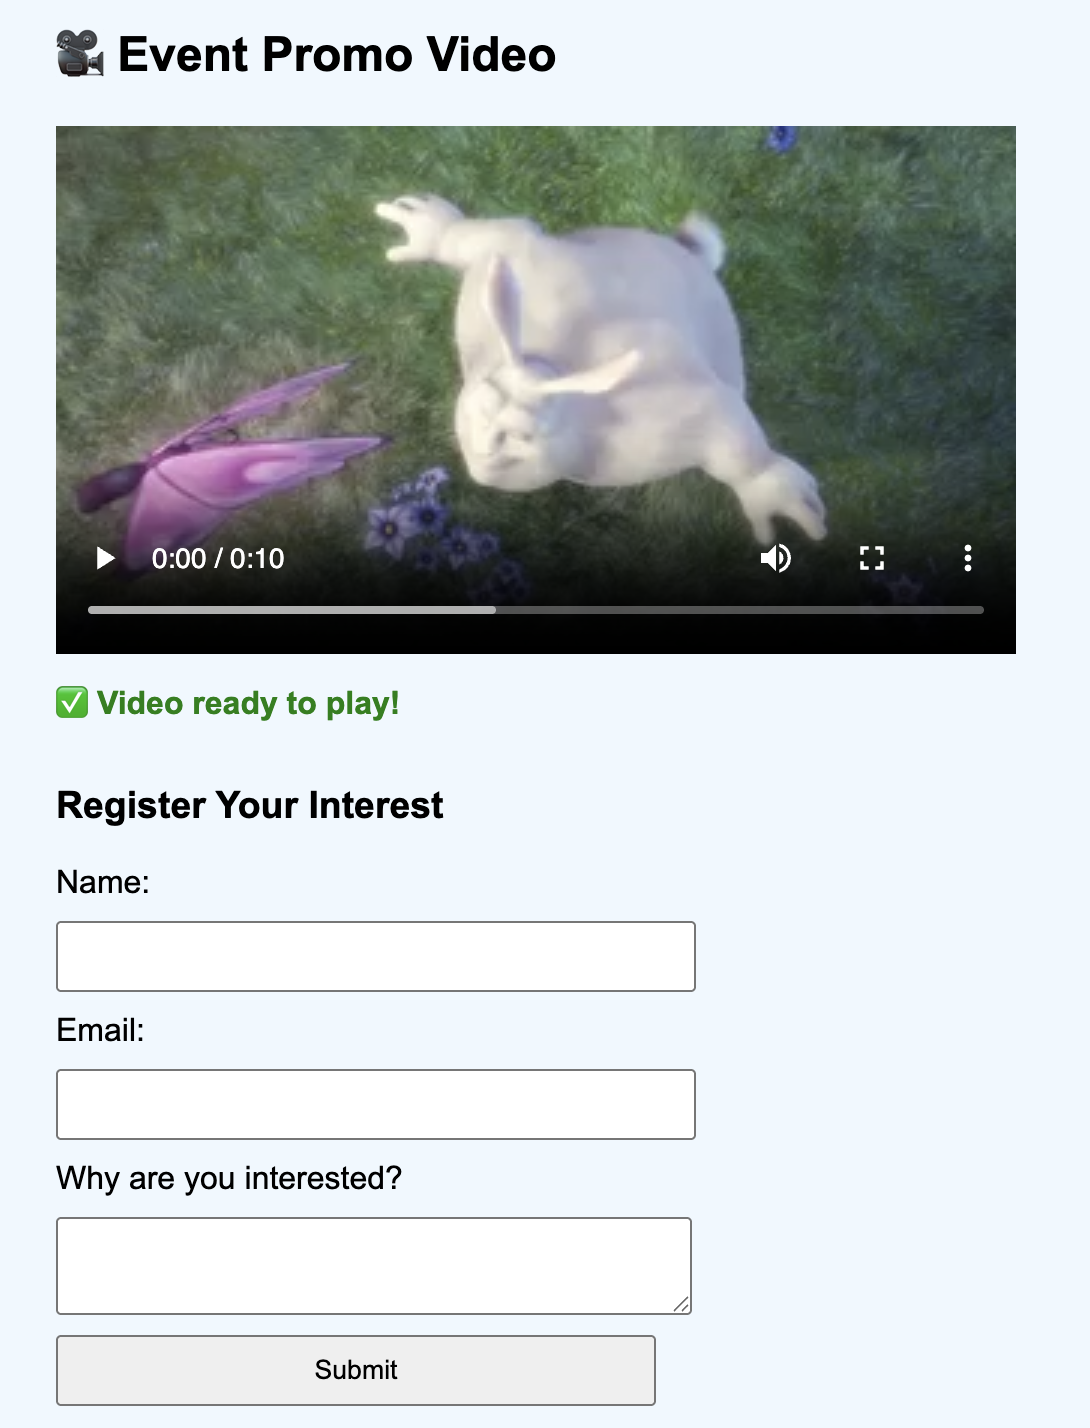 🎥 Event Promo Video
0:00 / 0:10
✅ Video ready to play!
Register Your Interest
Name:
Email:
Why are you interested?
Submit